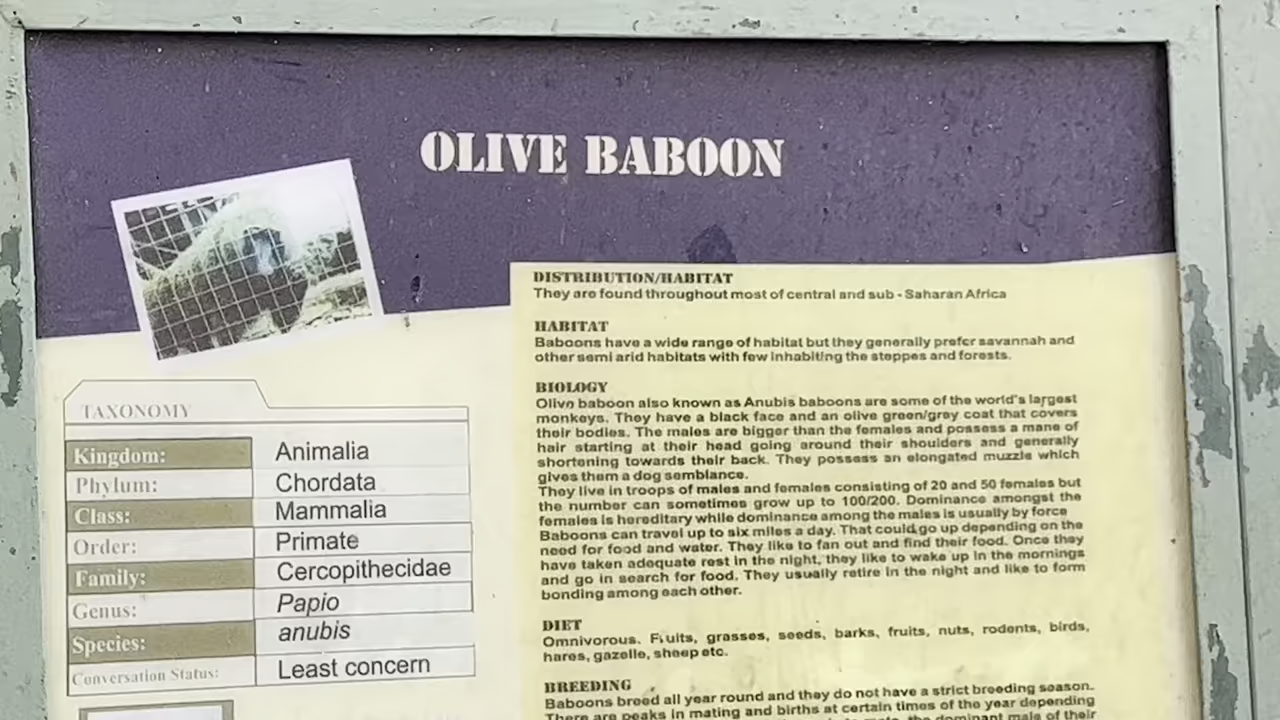 OLIVE BABOON
TAXONOMY
Kingdom: Animalia
Phylum: Chordata
Class: Mammalia
Order: Primate
Family: Cercopithecidae
Genus: Papio
Species: anubis
Conversation Status: Least concern
DISTRIBUTION/HABITAT
They are found throughout most of central and sub - Saharan Africa
HABITAT
Baboons have a wide range of habitat but they generally prefer savannah and
other semi arid habitats with few inhabiting the steppes and forests.
BIOLOGY
Olive baboon also known as Anubis baboons are some of the world's largest
monkeys. They have a black face and an olive green/grey coat that covers
their bodies. The males are bigger than the females and possess a mane of
hair starting at their head going around their shoulders and generally
shortening towards their back. They possess an elongated muzzle which
gives them a dog semblance.
They live in troops of males and females consisting of 20 and 50 females but
the number can sometimes grow up to 100/200. Dominance amongst the
females is hereditary while dominance among the males is usually by force
Baboons can travel up to six miles a day. That could go up depending on the
need for food and water. They like to fan out and find their food. Once they
have taken adequate rest in the night, they like to wake up in the mornings
and go in search for food. They usually retire in the night and like to form
bonding among each other.
DIET
Omnivorous. Fruits, grasses, seeds, barks, fruits, nuts, rodents, birds,
hares, gazelle, sheep etc.
BREEDING
Baboons breed all year round and they do not have a strict breeding season.
There are peaks in mating and births at certain times of the year depending
the dominant male of their